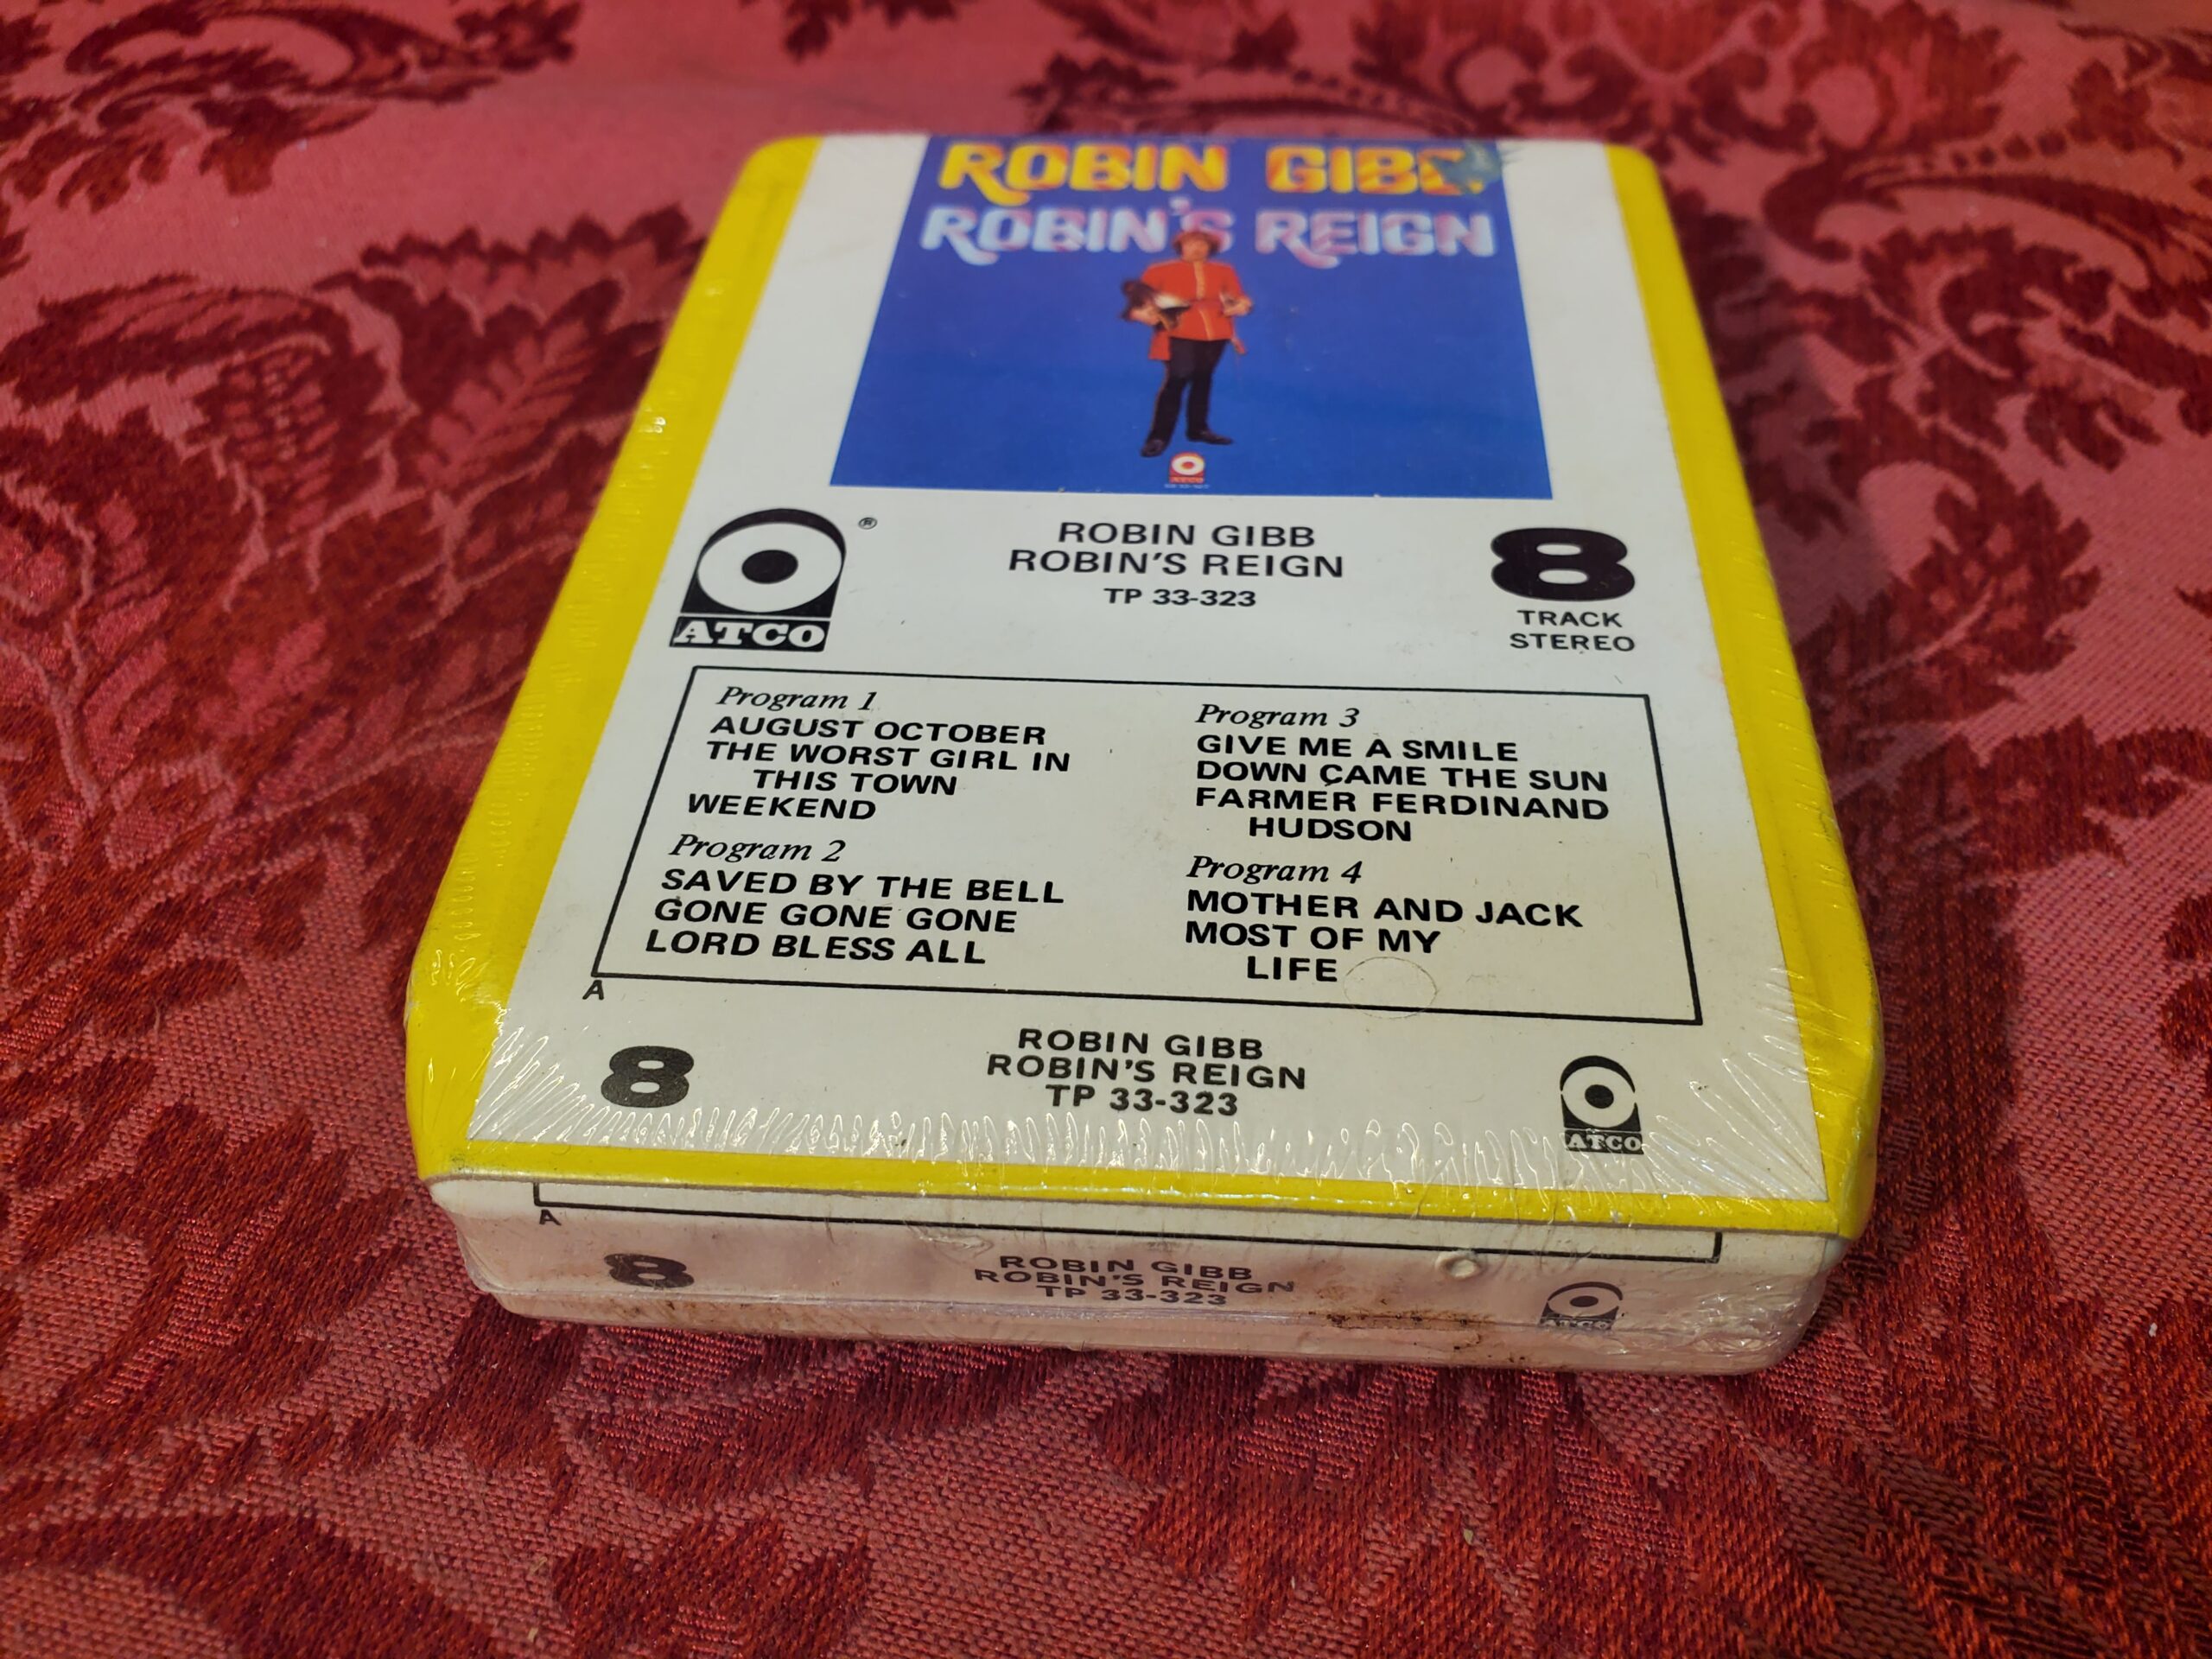 ROBIN GIBB
ROBIN'S REIGN
ATCO
®
ATCO
ROBIN GIBB
ROBIN'S REIGN
TP 33-323
8
TRACK
STEREO
Program 1
AUGUST OCTOBER
THE WORST GIRL IN
THIS TOWN
WEEKEND
Program 2
SAVED BY THE BELL
GONE GONE GONE
LORD BLESS ALL
Program 3
GIVE ME A SMILE
DOWN CAME THE SUN
FARMER FERDINAND
HUDSON
Program 4
MOTHER AND JACK
MOST OF MY
LIFE
A
8
ROBIN GIBB
ROBIN'S REIGN
TP 33-323
ATCO
A
8
ROBIN GIBB
ROBIN'S REIGN
TP 33-323
ATCO